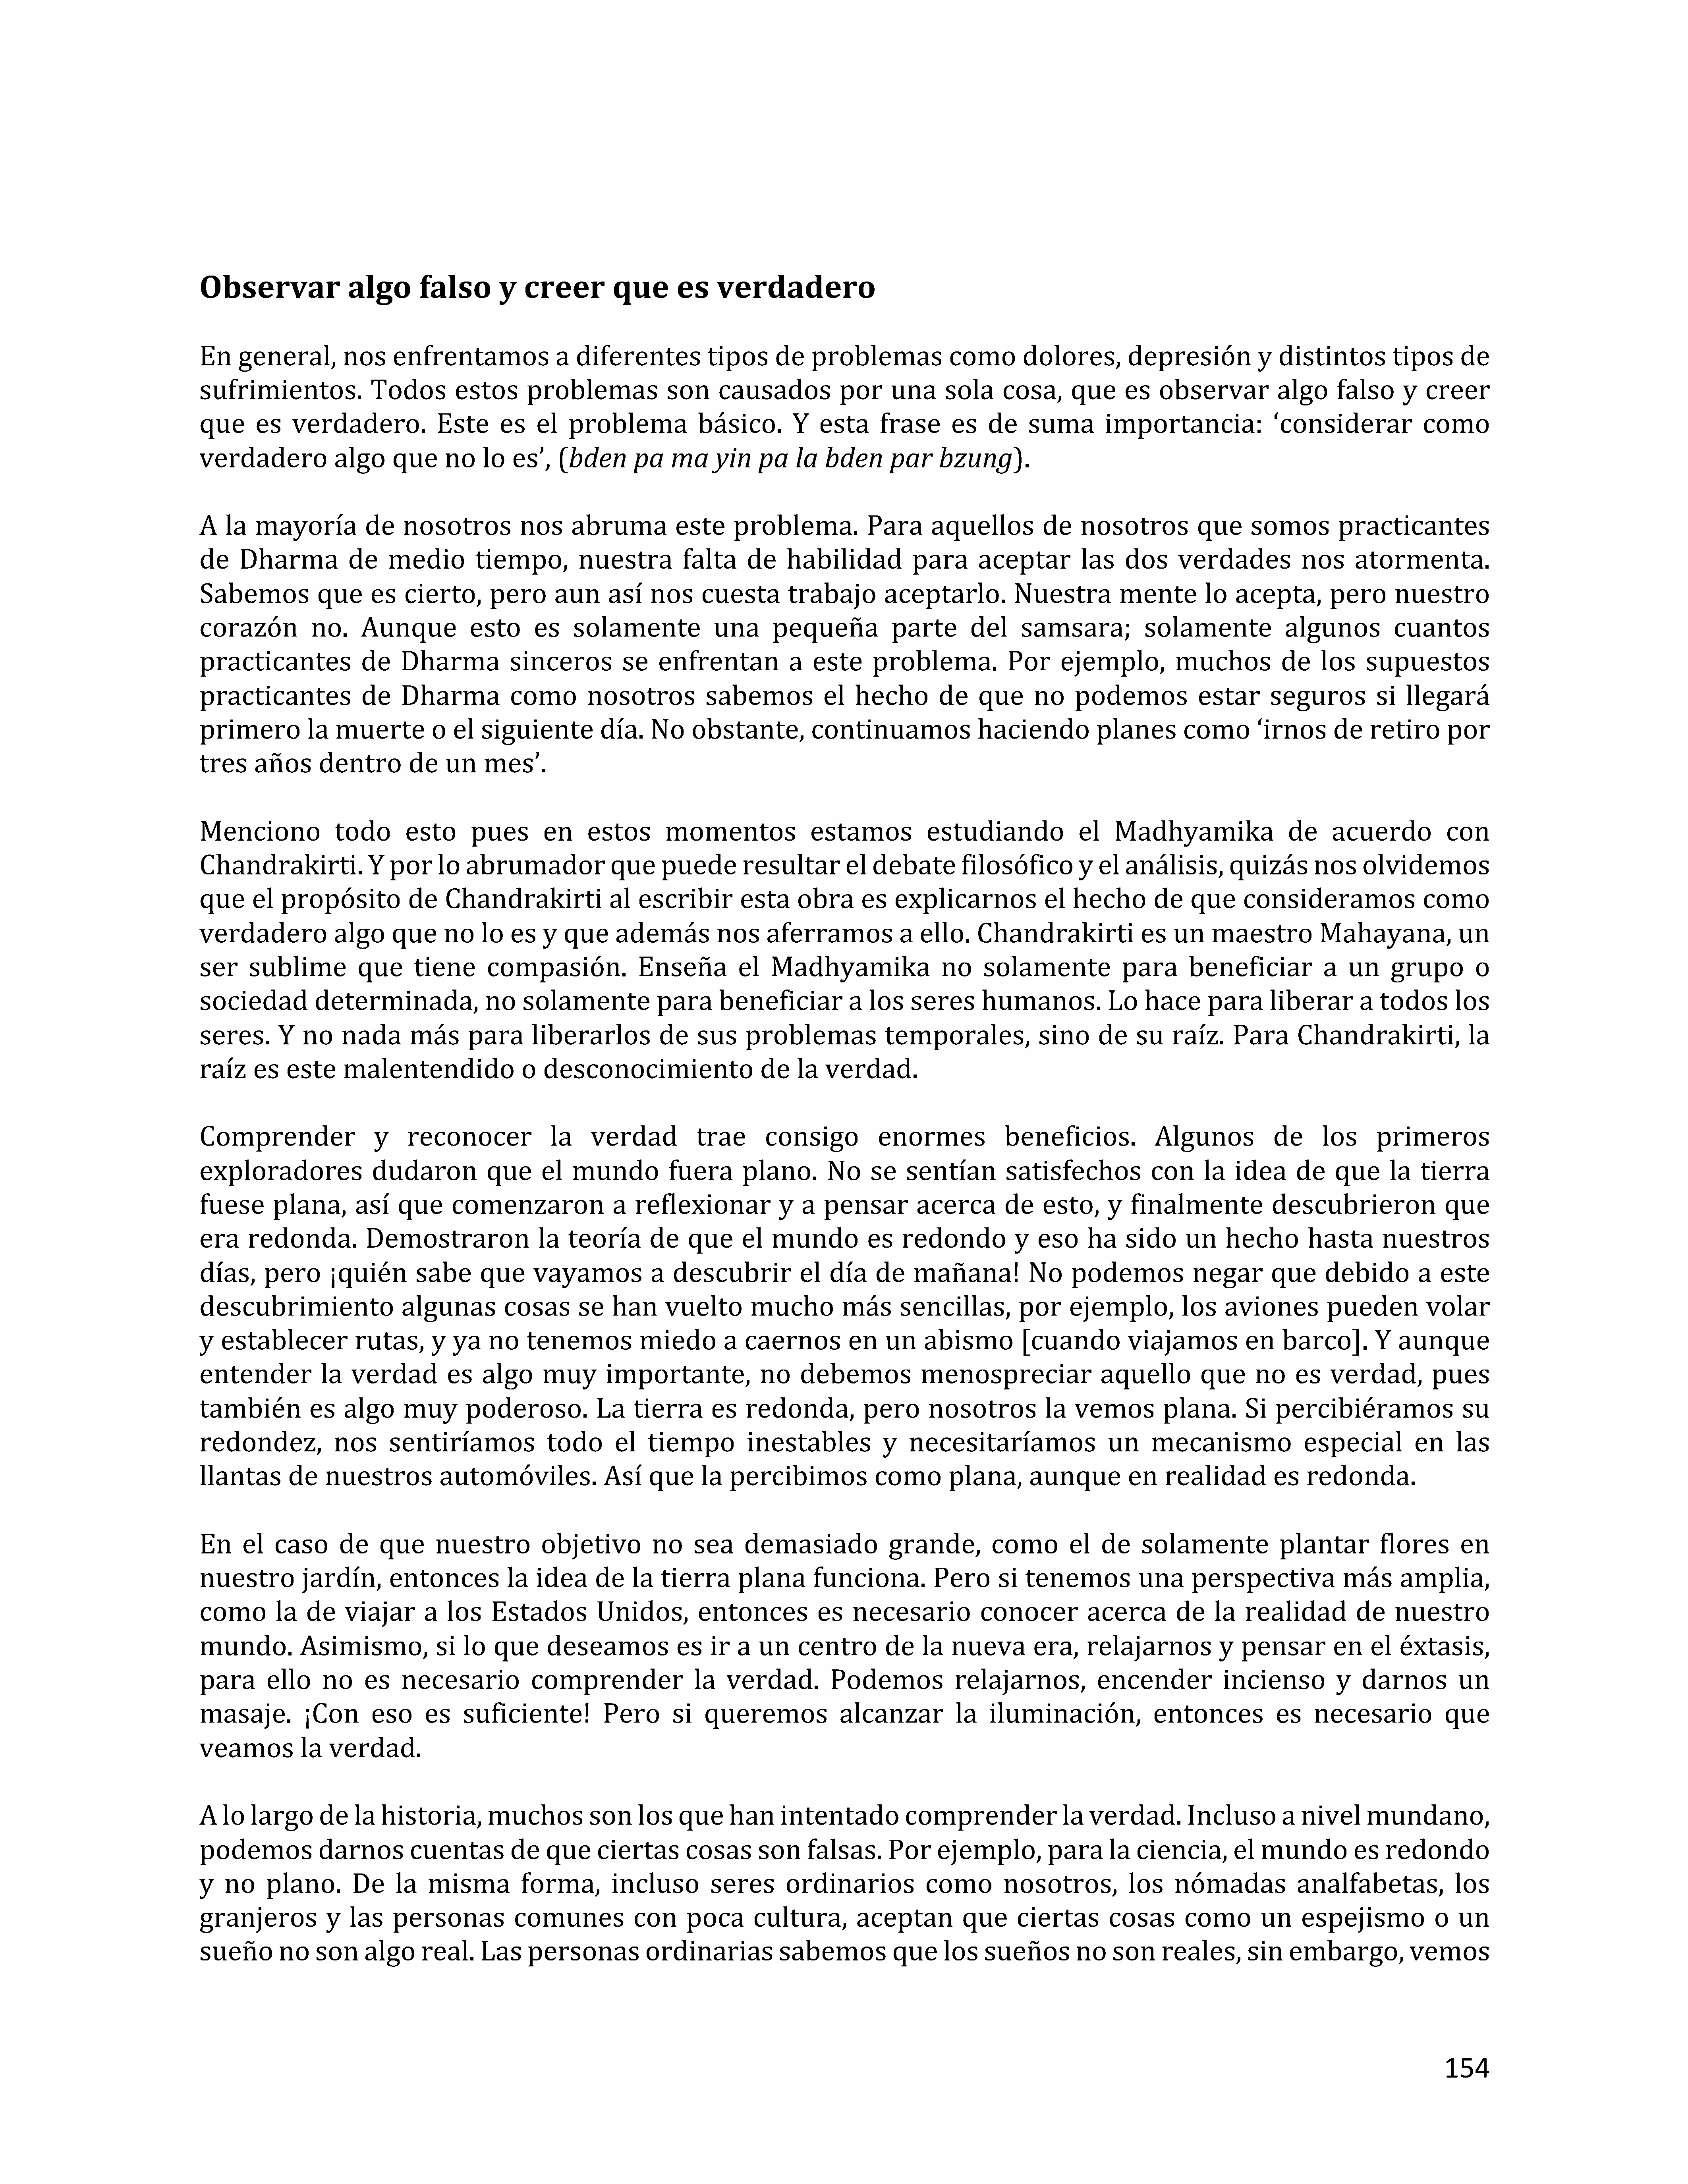 Observar algo falso y creer que es verdadero
En general, nos enfrentamos a diferentes tipos de problemas como dolores, depresión y distintos tipos de
sufrimientos. Todos estos problemas son causados por una sola cosa, que es observar algo falso y creer
que es verdadero. Este es el problema básico. Y esta frase es de suma importancia: ‘considerar como
verdadero algo que no lo es’, (bden pa ma yin pa la bden par bzung).
A la mayoría de nosotros nos abruma este problema. Para aquellos de nosotros que somos practicantes
de Dharma de medio tiempo, nuestra falta de habilidad para aceptar las dos verdades nos atormenta.
Sabemos que es cierto, pero aun así nos cuesta trabajo aceptarlo. Nuestra mente lo acepta, pero nuestro
corazón no. Aunque esto es solamente una pequeña parte del samsara; solamente algunos cuantos
practicantes de Dharma sinceros se enfrentan a este problema. Por ejemplo, muchos de los supuestos
practicantes de Dharma como nosotros sabemos el hecho de que no podemos estar seguros si llegará
primero la muerte o el siguiente día. No obstante, continuamos haciendo planes como ‘irnos de retiro por
tres años dentro de un mes’.
Menciono todo esto pues en estos momentos estamos estudiando el Madhyamika de acuerdo con
Chandrakirti. Y por lo abrumador que puede resultar el debate filosófico y el análisis, quizás nos olvidemos
que el propósito de Chandrakirti al escribir esta obra es explicarnos el hecho de que consideramos como
verdadero algo que no lo es y que además nos aferramos a ello. Chandrakirti es un maestro Mahayana, un
ser sublime que tiene compasión. Enseña el Madhyamika no solamente para beneficiar a un grupo o
sociedad determinada, no solamente para beneficiar a los seres humanos. Lo hace para liberar a todos los
seres. Y no nada más para liberarlos de sus problemas temporales, sino de su raíz. Para Chandrakirti, la
raíz es este malentendido o desconocimiento de la verdad.
Comprender y reconocer la verdad trae consigo enormes beneficios. Algunos de los primeros
exploradores dudaron que el mundo fuera plano. No se sentían satisfechos con la idea de que la tierra
fuese plana, así que comenzaron a reflexionar y a pensar acerca de esto, y finalmente descubrieron que
era redonda. Demostraron la teoría de que el mundo es redondo y eso ha sido un hecho hasta nuestros
días, pero ¡quién sabe que vayamos a descubrir el día de mañana! No podemos negar que debido a este
descubrimiento algunas cosas se han vuelto mucho más sencillas, por ejemplo, los aviones pueden volar
y establecer rutas, y ya no tenemos miedo a caernos en un abismo [cuando viajamos en barco]. Y aunque
entender la verdad es algo muy importante, no debemos menospreciar aquello que no es verdad, pues
también es algo muy poderoso. La tierra es redonda, pero nosotros la vemos plana. Si percibiéramos su
redondez, nos sentiríamos todo el tiempo inestables y necesitaríamos un mecanismo especial en las
llantas de nuestros automóviles. Así que la percibimos como plana, aunque en realidad es redonda.
En el caso de que nuestro objetivo no sea demasiado grande, como el de solamente plantar flores en
nuestro jardín, entonces la idea de la tierra plana funciona. Pero si tenemos una perspectiva más amplia,
como la de viajar a los Estados Unidos, entonces es necesario conocer acerca de la realidad de nuestro
mundo. Asimismo, si lo que deseamos es ir a un centro de la nueva era, relajarnos y pensar en el éxtasis,
para ello no es necesario comprender la verdad. Podemos relajarnos, encender incienso y darnos un
masaje. ¡Con eso es suficiente! Pero si queremos alcanzar la iluminación, entonces es necesario que
veamos la verdad.
A lo largo de la historia, muchos son los que han intentado comprender la verdad. Incluso a nivel mundano,
podemos darnos cuentas de que ciertas cosas son falsas. Por ejemplo, para la ciencia, el mundo es redondo
y no plano. De la misma forma, incluso seres ordinarios como nosotros, los nómadas analfabetas, los
granjeros y las personas comunes con poca cultura, aceptan que ciertas cosas como un espejismo o un
sueño no son algo real. Las personas ordinarias sabemos que los sueños no son reales, sin embargo, vemos
154